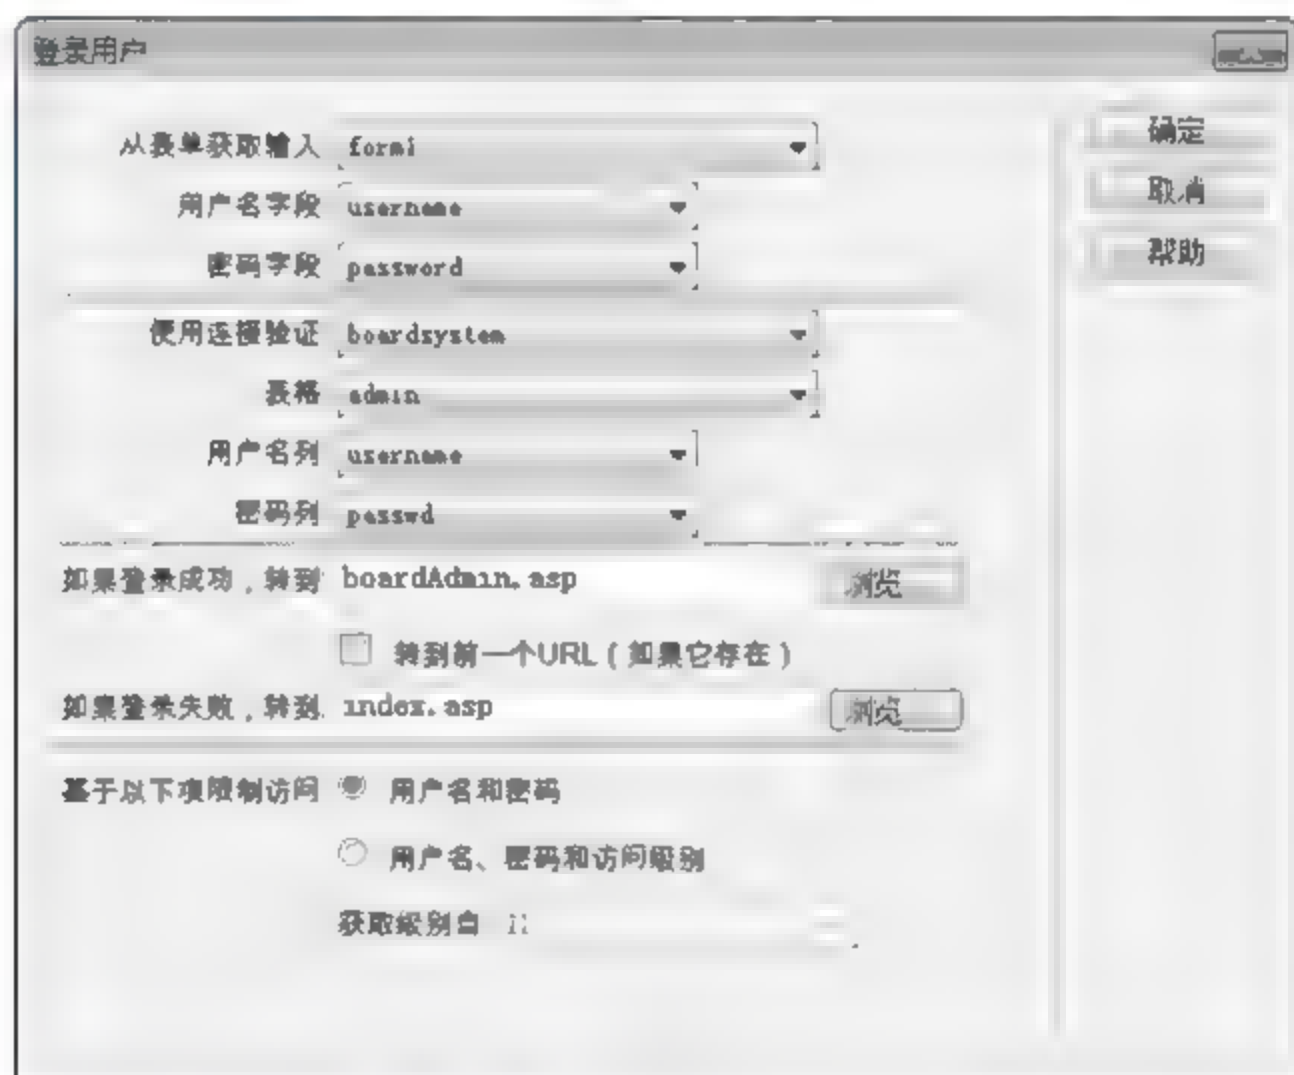 登录用户
从表单获取输入 form1
确定
用户名字段 username
取消
密码字段 password
帮助
使用连接验证 boardsystem
表格 admin
用户名列 username
密码列 passwd
如果登录成功，转到 boardAdmin.asp 浏览
转到前一个URL（如果它存在）
如果登录失败，转到 index.asp 浏览
基于以下项限制访问 用户名和密码
用户名、密码和访问级别
获取级别自